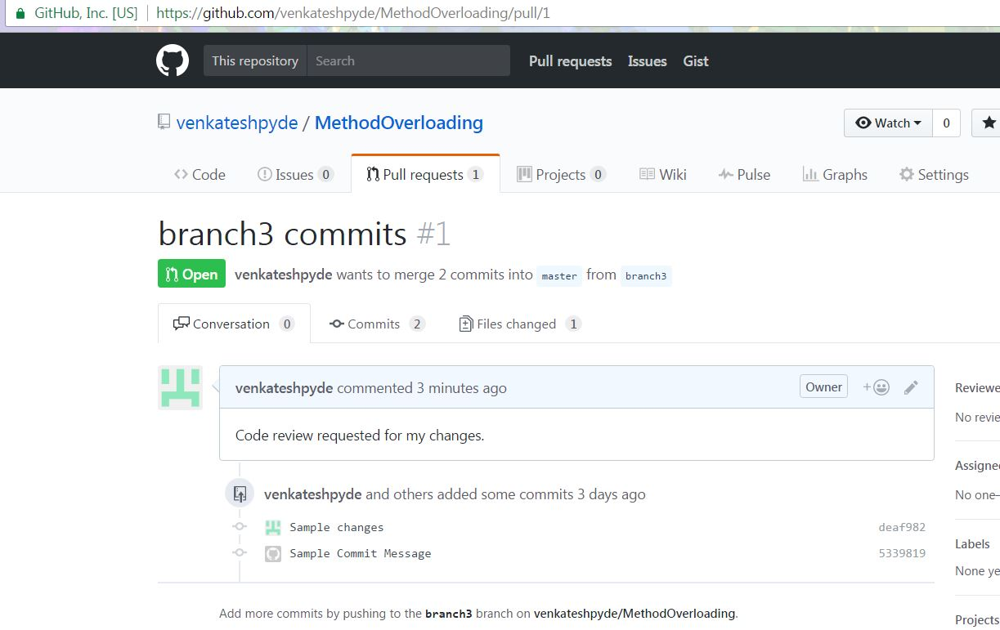 GitHub, Inc. [US] https://github.com/venkateshpyde/MethodOverloading/pull/1
This repository Search Pull requests Issues Gist
venkateshpyde / MethodOverloading Watch 0
Code Issues 0 Pull requests 1 Projects 0 Wiki Pulse Graphs Settings
branch3 commits #1
Open venkateshpyde wants to merge 2 commits into master from branch3
Conversation 0 Commits 2 Files changed 1
venkateshpyde commented 3 minutes ago Owner
Reviewe
No revie
Code review requested for my changes.
Assignee
No one–
venkateshpyde and others added some commits 3 days ago
Sample changes deaf982
Labels
Sample Commit Message 5339819
None ye
Add more commits by pushing to the branch3 branch on venkateshpyde/MethodOverloading.
Projects